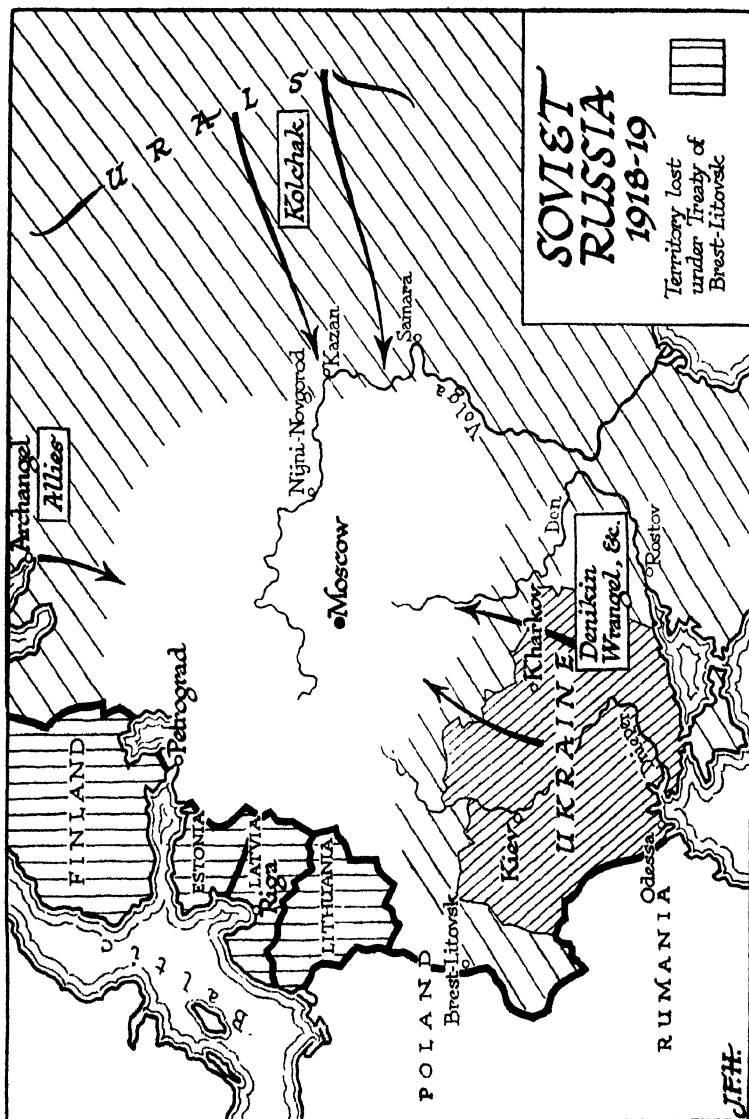 SOVIET
RUSSIA
1918-19
Territory lost
under Treaty of
Brest-Litovsk
URALS
Kolchak
Archangel
Allies
Nijni-Novgorod
Kazan
Samara
Volga
Moscow
Petrograd
FINLAND
Baltic
ESTONIA
LATVIA
Riga
LITHUANIA
POLAND
Brest-Litovsk
Kiev
UKRAINE
Kharkov
Dnieper
Don
Denikin
Wrangel, &c.
Rostov
Odessa
RUMANIA
J.F.H.